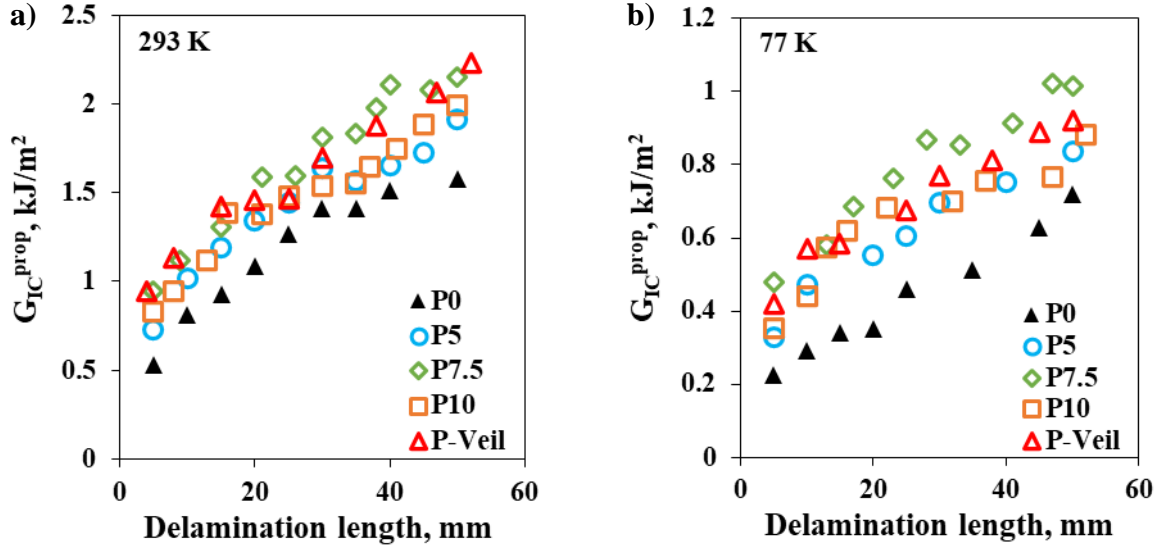 a)
G_IC^prop, kJ/m²
2.5
2
1.5
1
0.5
0
293 K
P0
P5
P7.5
P10
P-Veil
0 20 40 60
Delamination length, mm
b)
G_IC^prop, kJ/m²
1.2
1
0.8
0.6
0.4
0.2
0
77 K
P0
P5
P7.5
P10
P-Veil
0 20 40 60
Delamination length, mm